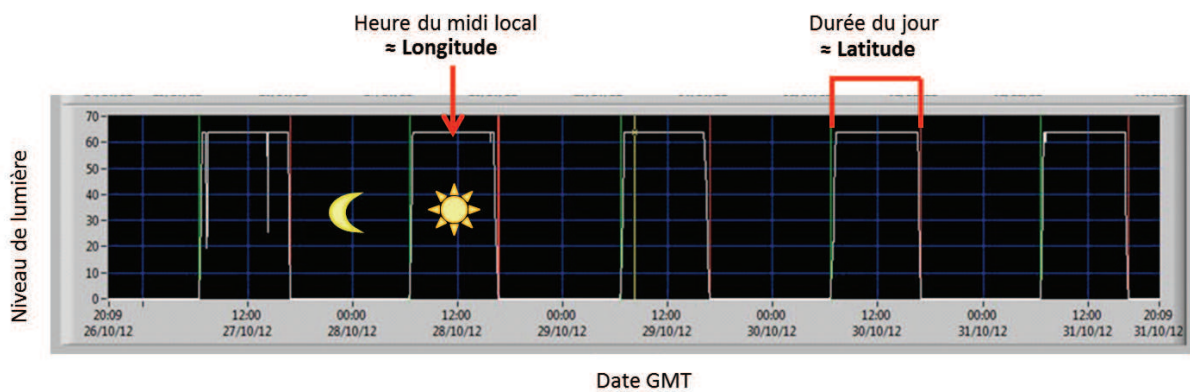 Heure du midi local
≈ Longitude
Durée du jour
≈ Latitude
Niveau de lumière
70
60
50
40
30
20
10
0
20:09 12:00 00:00 12:00 00:00 12:00 00:00 12:00 00:00 12:00 20:09
26/10/12 27/10/12 28/10/12 28/10/12 29/10/12 29/10/12 30/10/12 30/10/12 31/10/12 31/10/12 31/10/12
Date GMT